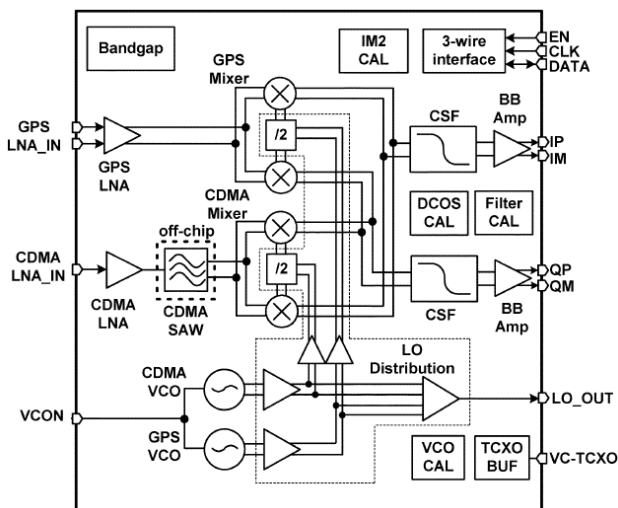 Bandgap
GPS
Mixer
IM2
CAL
3-wire
interface
EN
CLK
DATA
GPS
LNA_IN
GPS
LNA
/2
CSF
BB
Amp
IP
IM
CDMA
Mixer
DCOS
CAL
Filter
CAL
off-chip
CDMA
LNA_IN
CDMA
LNA
CDMA
SAW
/2
CSF
BB
Amp
QP
QM
LO
Distribution
CDMA
VCO
VCON
GPS
VCO
LO_OUT
VCO
CAL
TCXO
BUF
VC-TCXO